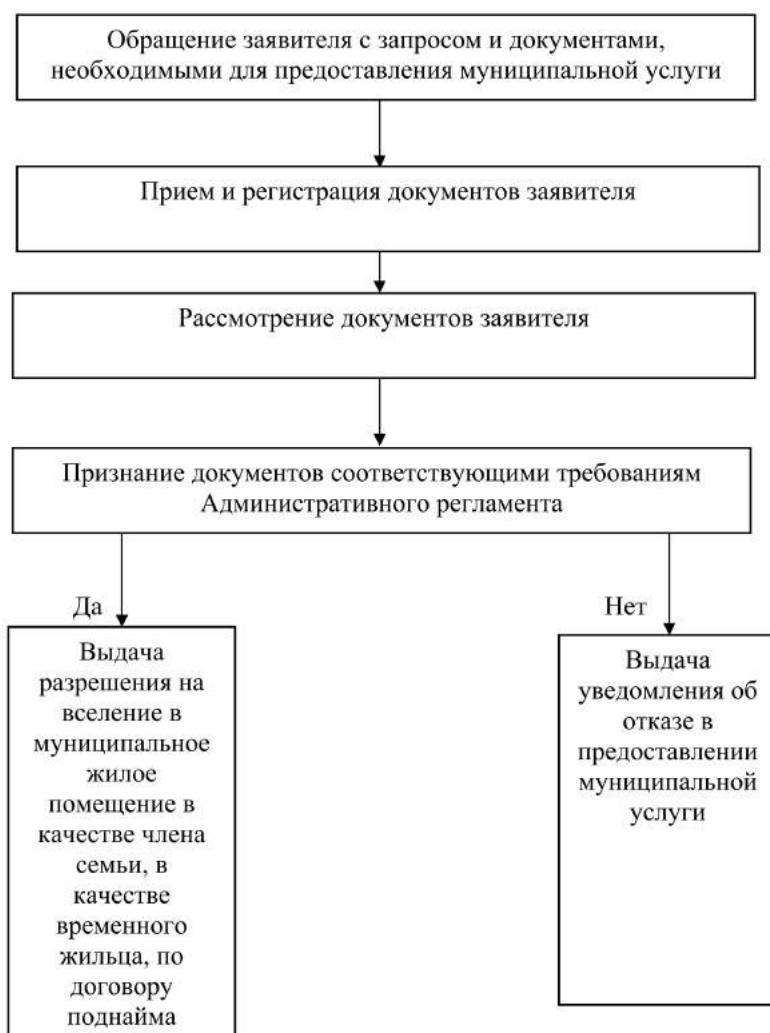 Обращение заявителя с запросом и документами,
необходимыми для предоставления муниципальной услуги
Прием и регистрация документов заявителя
Рассмотрение документов заявителя
Признание документов соответствующими требованиям
Административного регламента
Да
Нет
Выдача
разрешения на
вселение в
муниципальное
жилое
помещение в
качестве члена
семьи, в
качестве
временного
жильца, по
договору
поднайма
Выдача
уведомления об
отказе в
предоставлении
муниципальной
услуги